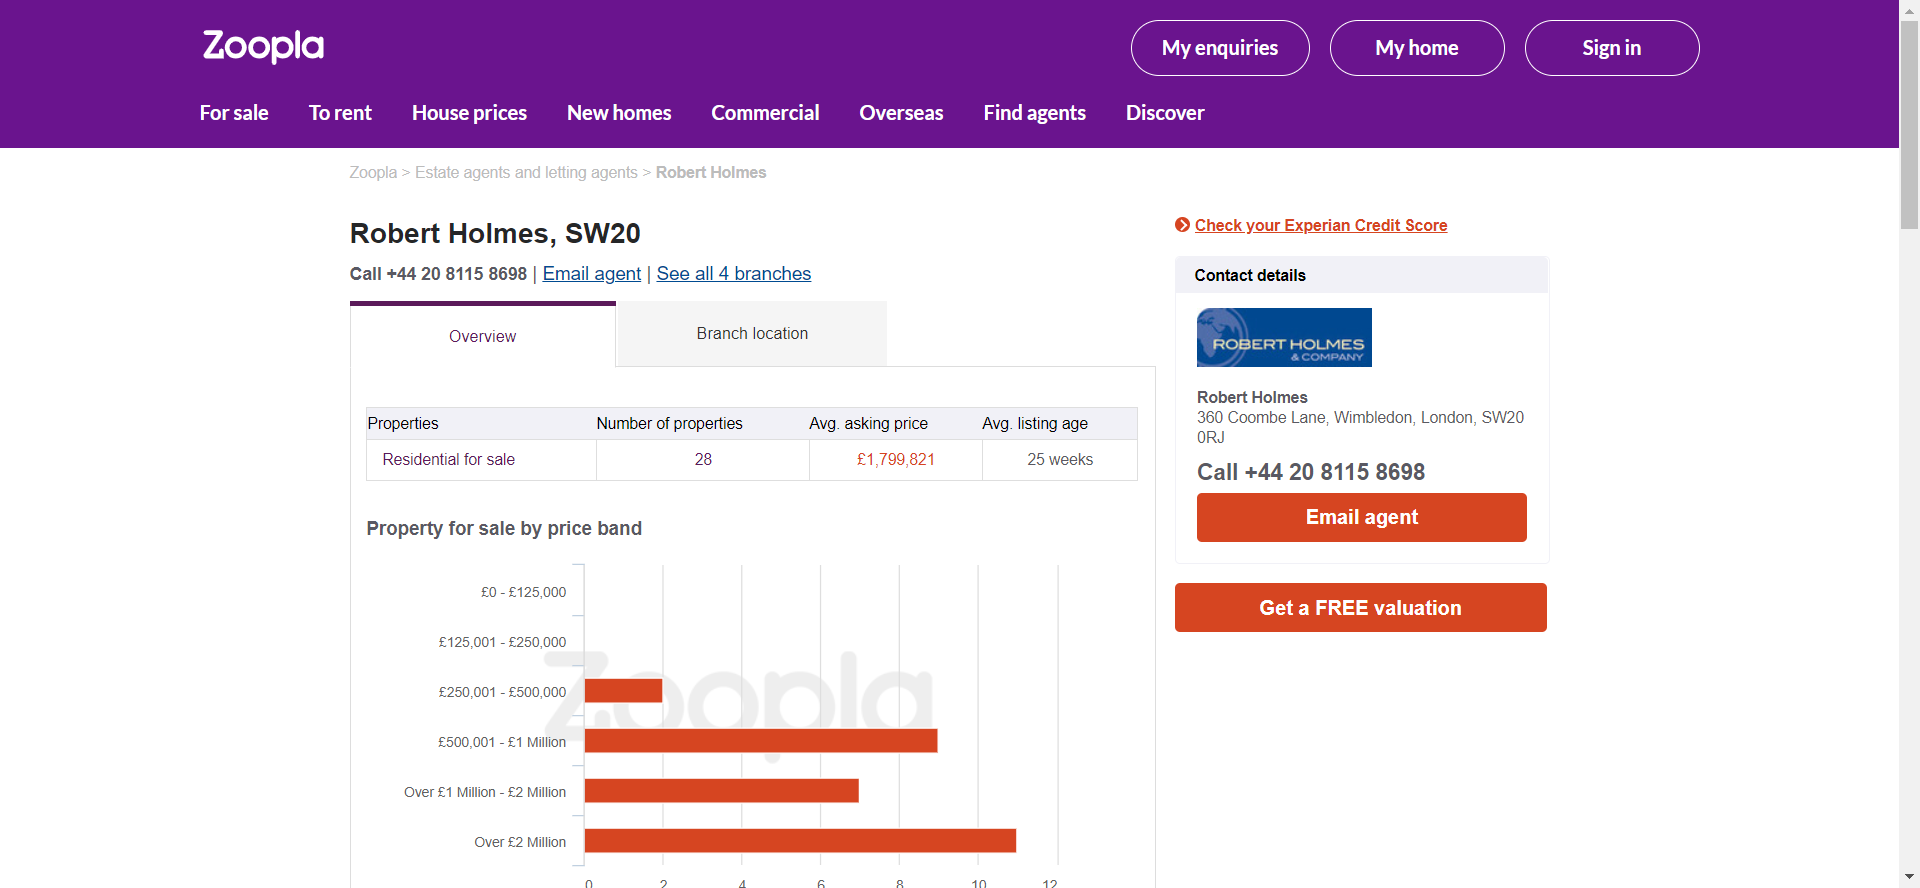 Zoopla
My enquiries
My home
Sign in
For sale
To rent
House prices
New homes
Commercial
Overseas
Find agents
Discover
Zoopla > Estate agents and letting agents > Robert Holmes
Robert Holmes, SW20
Call +44 20 8115 8698 | Email agent | See all 4 branches
Overview
Branch location
Properties Number of properties Avg. asking price Avg. listing age
Residential for sale 28 £1,799,821 25 weeks
Property for sale by price band
£0 - £125,000
£125,001 - £250,000
£250,001 - £500,000
£500,001 - £1 Million
Over £1 Million - £2 Million
Over £2 Million
0 2 4 6 8 10 12
Zoopla
Check your Experian Credit Score
Contact details
ROBERT HOLMES
& COMPANY
Robert Holmes
360 Coombe Lane, Wimbledon, London, SW20
0RJ
Call +44 20 8115 8698
Email agent
Get a FREE valuation